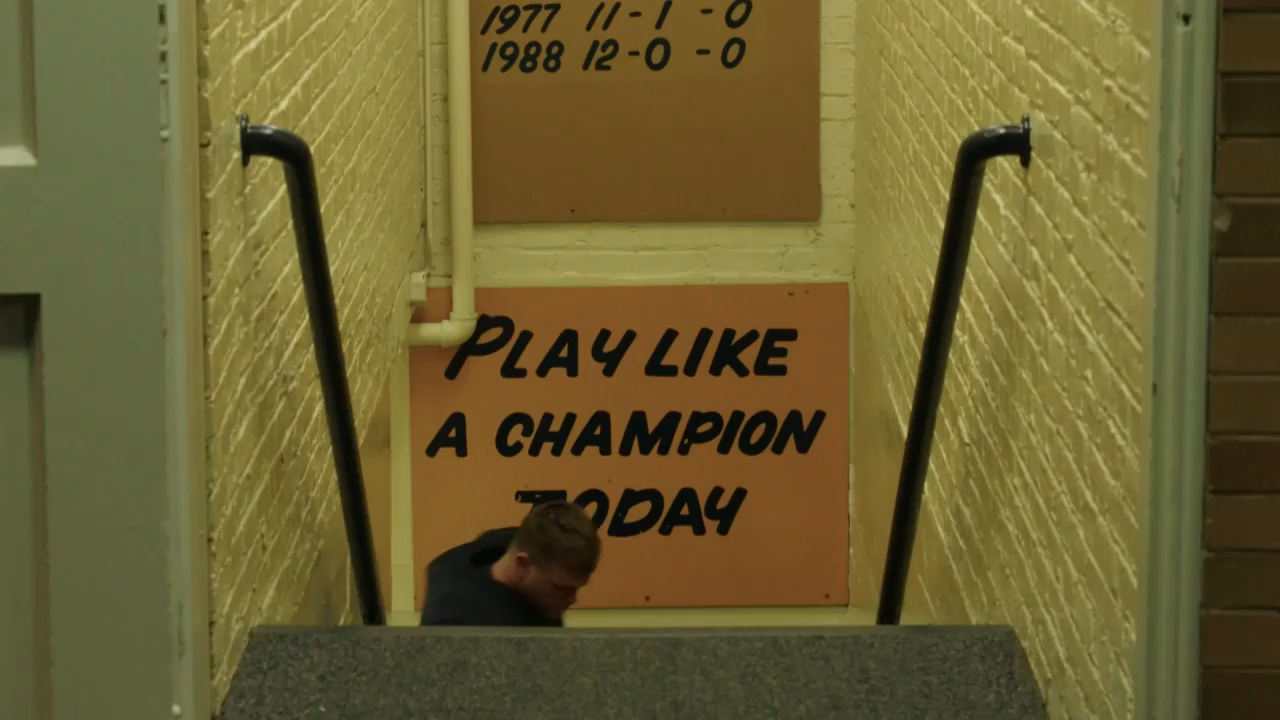 1977 11-1 -0
1988 12-0 -0
PLAY LIKE
A CHAMPION
TODAY